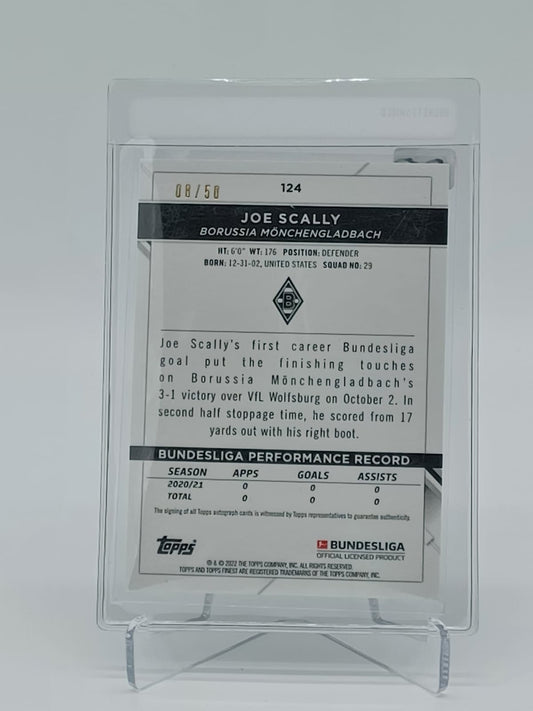 08/50
124
JOE SCALLY
BORUSSIA MÖNCHENGLADBACH
HT: 6'0" WT: 176 POSITION: DEFENDER
BORN: 12-31-02, UNITED STATES SQUAD NO: 29
B
Joe Scally's first career Bundesliga
goal put the finishing touches
on Borussia Mönchengladbach's
3-1 victory over VfL Wolfsburg on October 2. In
second half stoppage time, he scored from 17
yards out with his right boot.
BUNDESLIGA PERFORMANCE RECORD
SEASON APPS GOALS ASSISTS
2020/21 0 0 0
TOTAL 0 0 0
The signing of all Topps autograph cards is witnessed by Topps representatives to guarantee authenticity.
Topps
BUNDESLIGA
OFFICIAL LICENSED PRODUCT
® & © 2022 THE TOPPS COMPANY, INC. ALL RIGHTS RESERVED.
TOPPS AND TOPPS FINEST ARE REGISTERED TRADEMARKS OF THE TOPPS COMPANY, INC.